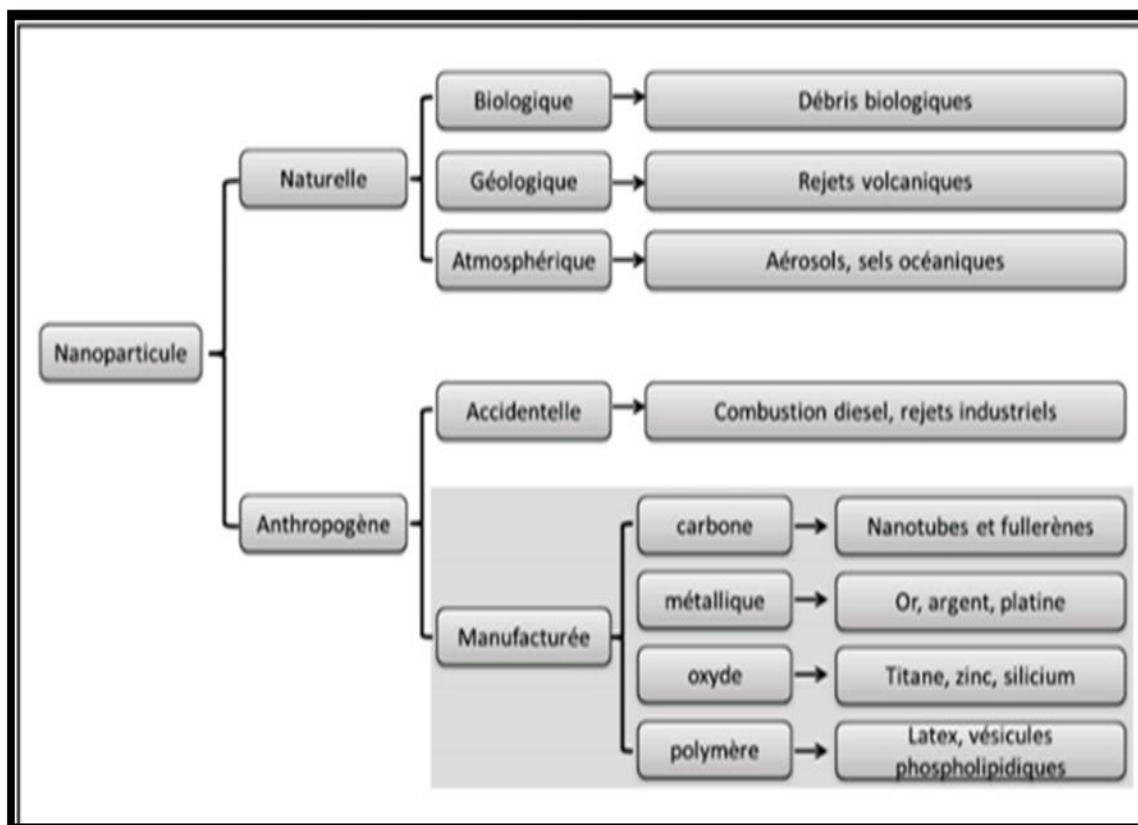 Nanoparticule
Naturelle
Biologique
Débris biologiques
Géologique
Rejets volcaniques
Atmosphérique
Aérosols, sels océaniques
Anthropogène
Accidentelle
Combustion diesel, rejets industriels
Manufacturée
carbone
Nanotubes et fullerènes
métallique
Or, argent, platine
oxyde
Titane, zinc, silicium
polymère
Latex, vésicules
phospholipidiques